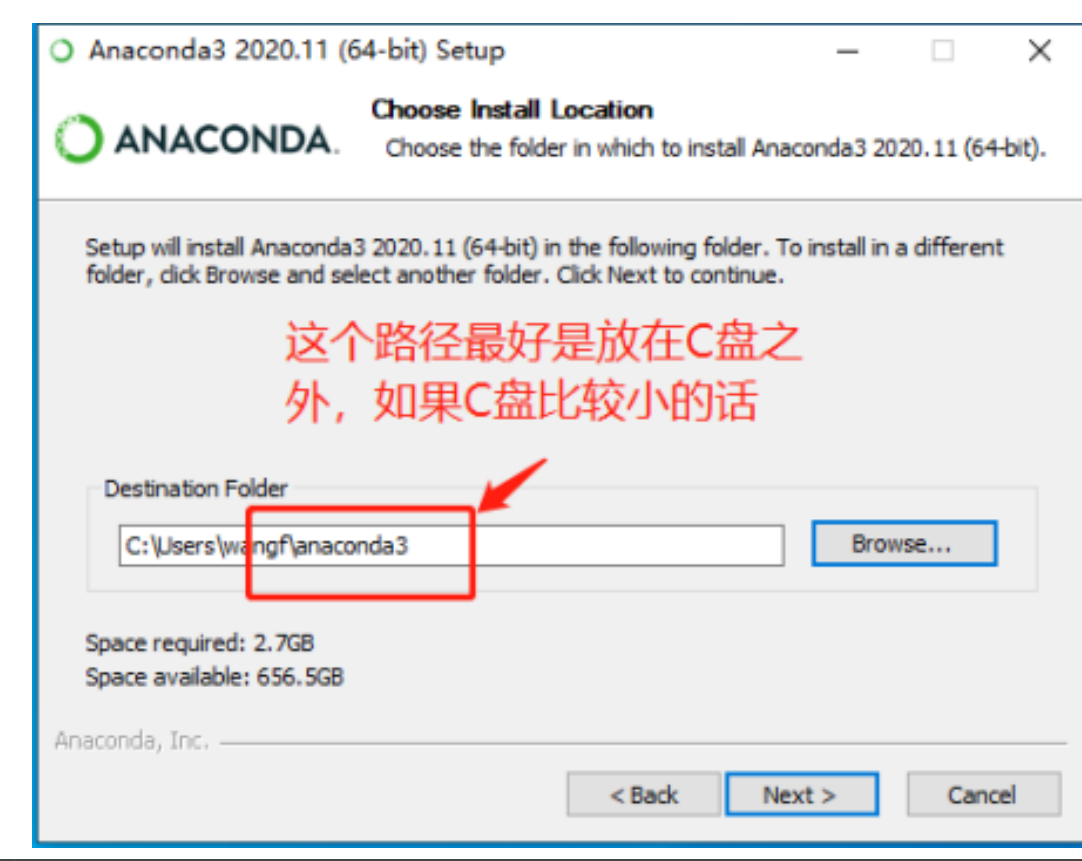 Anaconda3 2020.11 (64-bit) Setup
ANACONDA.
Choose Install Location
Choose the folder in which to install Anaconda3 2020.11 (64-bit).
Setup will install Anaconda3 2020.11 (64-bit) in the following folder. To install in a different
folder, click Browse and select another folder. Click Next to continue.
这个路径最好是放在C盘之
外，如果C盘比较小的话
Destination Folder
C:\Users\wangf\anaconda3
Browse...
Space required: 2.7GB
Space available: 656.5GB
Anaconda, Inc.
< Back
Next >
Cancel